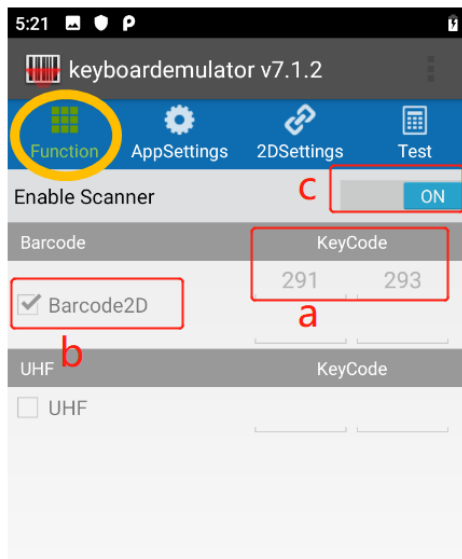 5:21
keyboardemulator v7.1.2
Function AppSettings 2DSettings Test
Enable Scanner c ON
Barcode KeyCode
291 293
Barcode2D a
b
UHF KeyCode
UHF